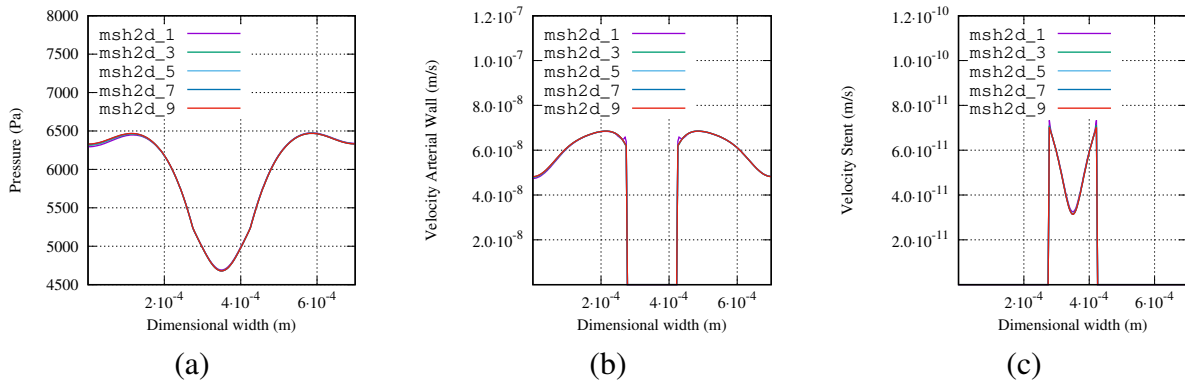 8000
7500
7000
6500
6000
5500
5000
4500
Pressure (Pa)
msh2d_1
msh2d_3
msh2d_5
msh2d_7
msh2d_9
2·10-4
4·10-4
6·10-4
Dimensional width (m)
(a)
1.2·10-7
1.0·10-7
8.0·10-8
6.0·10-8
4.0·10-8
2.0·10-8
Velocity Arterial Wall (m/s)
msh2d_1
msh2d_3
msh2d_5
msh2d_7
msh2d_9
2·10-4
4·10-4
6·10-4
Dimensional width (m)
(b)
1.2·10-10
1.0·10-10
8.0·10-11
6.0·10-11
4.0·10-11
2.0·10-11
Velocity Stent (m/s)
msh2d_1
msh2d_3
msh2d_5
msh2d_7
msh2d_9
2·10-4
4·10-4
6·10-4
Dimensional width (m)
(c)